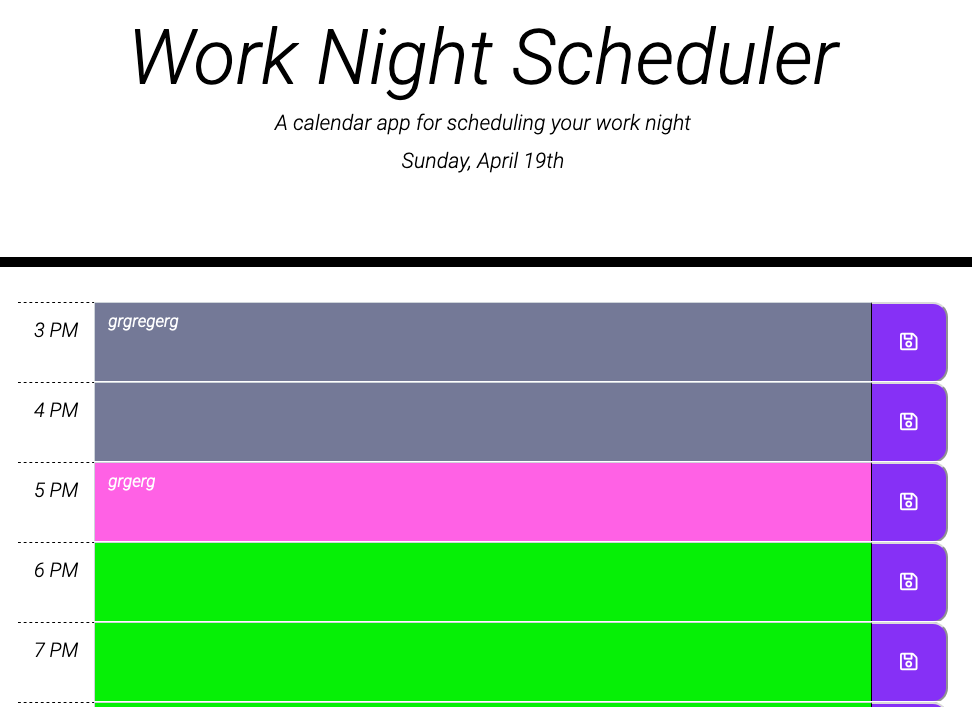 Work Night Scheduler
A calendar app for scheduling your work night
Sunday, April 19th
3 PM
grgregerg
4 PM
5 PM
grgerg
6 PM
7 PM